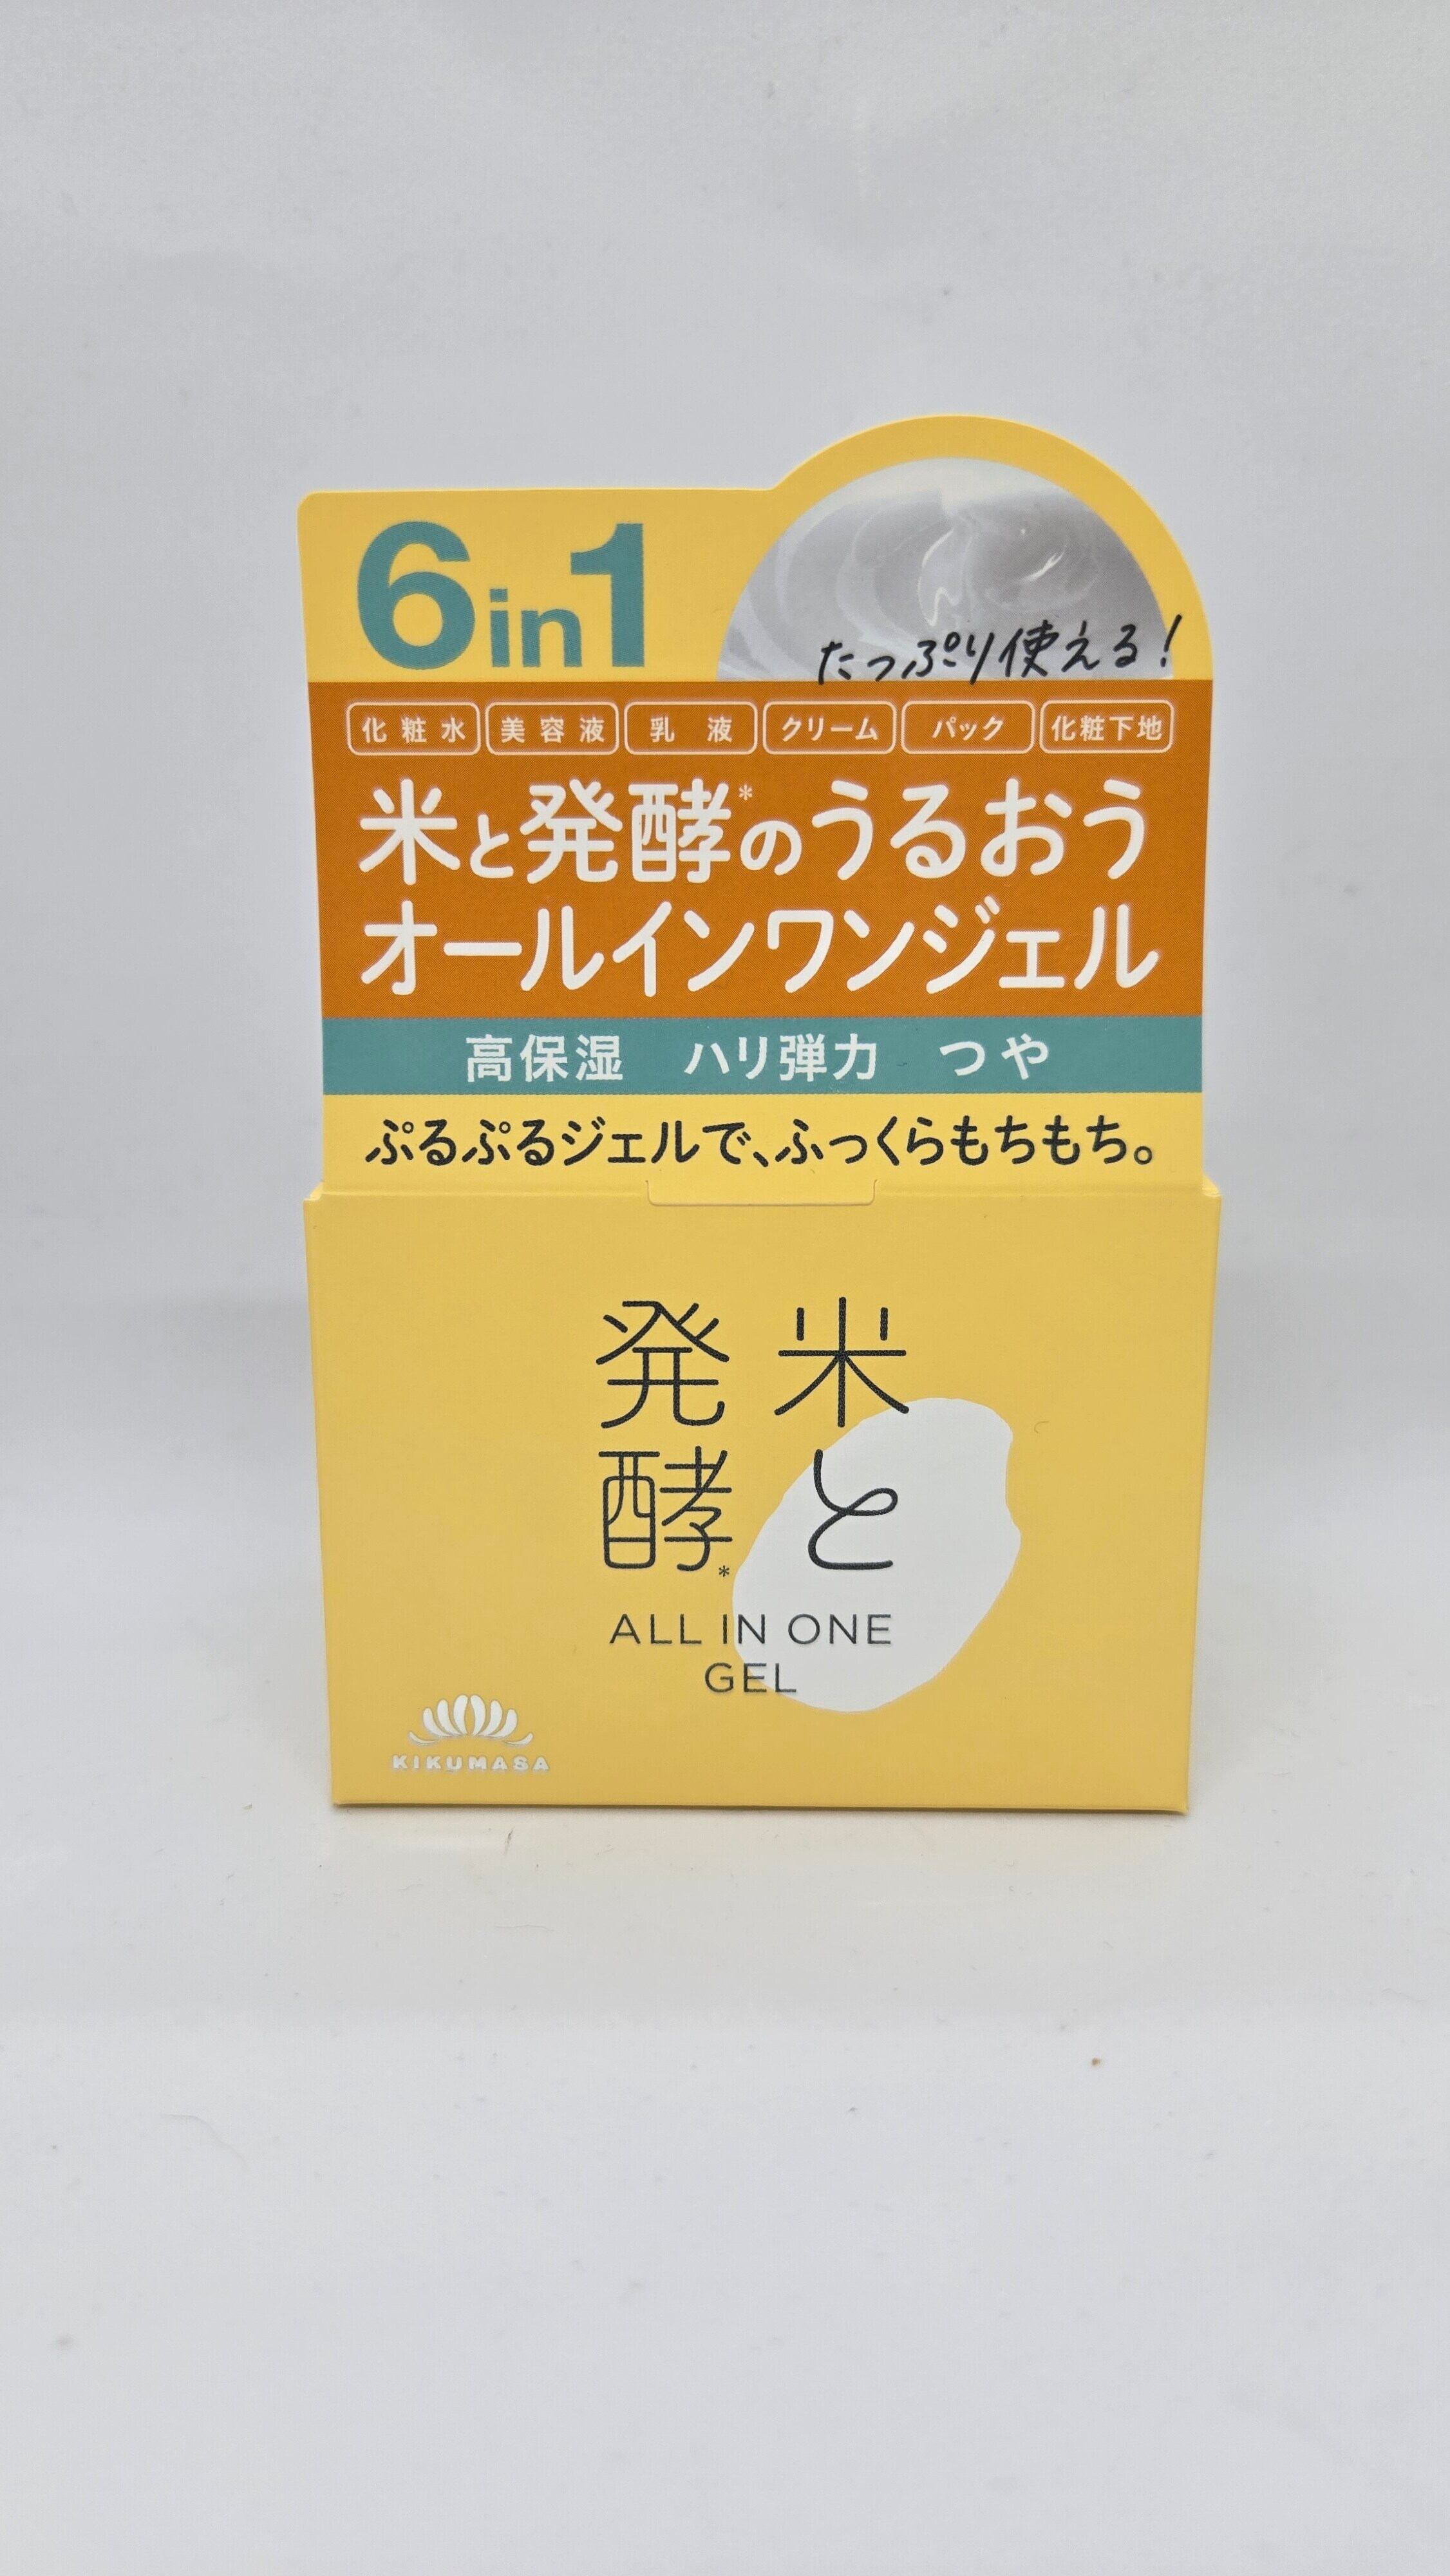 6in1
たっぷり使える!
化粧水 美容液 乳液 クリーム パック 化粧下地
米と発酵*のうるおう
オールインワンジェル
高保湿 ハリ弾力 つや
ぷるぷるジェルで、ふっくらもちもち。
米と
発酵*
ALL IN ONE
GEL
KIKUMASA